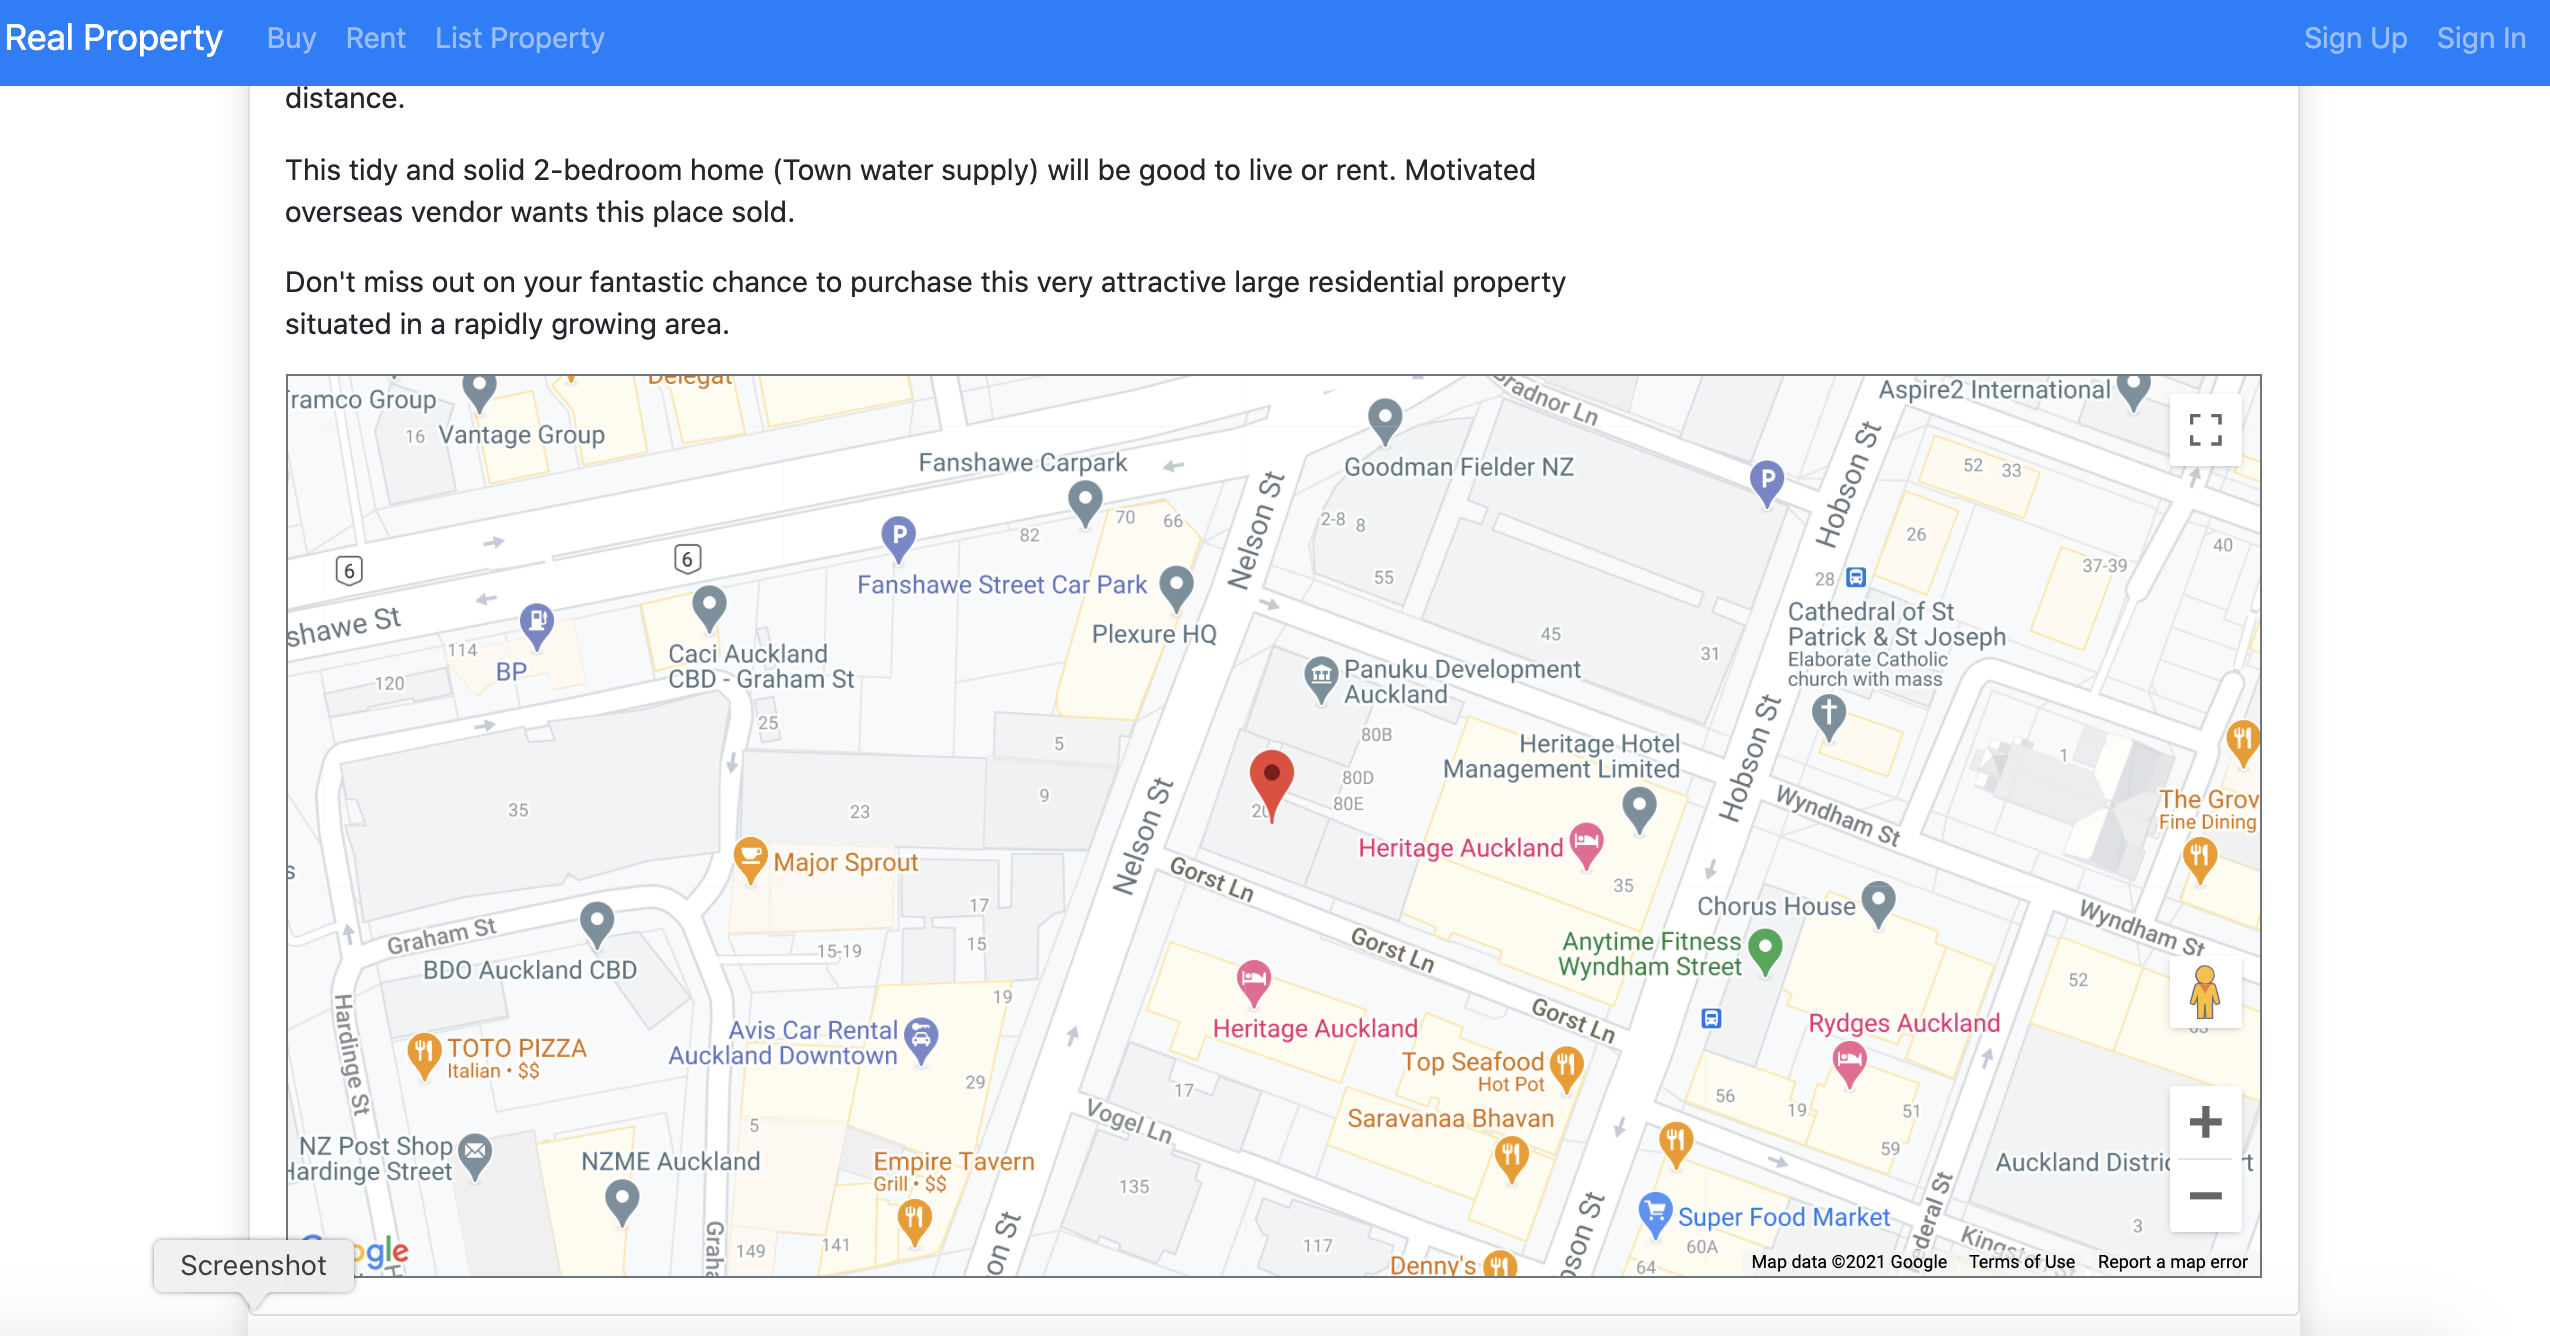 Real Property Buy Rent List Property Sign Up Sign In
distance.
This tidy and solid 2-bedroom home (Town water supply) will be good to live or rent. Motivated
overseas vendor wants this place sold.
Don't miss out on your fantastic chance to purchase this very attractive large residential property
situated in a rapidly growing area.
Delegat
ramco Group
16 Vantage Group
Aspire2 International
radnor Ln
Goodman Fielder NZ
Fanshawe Carpark
Hobson St
52 33
Nelson St
82 70 66
2-8 8
26
40
6
6
Fanshawe Street Car Park
55
28
37-39
shawe St
Plexure HQ
45
31
Cathedral of St
Patrick & St Joseph
Elaborate Catholic
church with mass
114
BP
120
Caci Auckland
CBD - Graham St
Panuku Development
Auckland
25
5
80B
Heritage Hotel
Management Limited
Hobson St
1
35
23
9
80D
80E
Nelson St
Wyndham St
The Grov
Fine Dining
Major Sprout
Heritage Auckland
35
Gorst Ln
17
15
15-19
Graham St
BDO Auckland CBD
Gorst Ln
Chorus House
Anytime Fitness
Wyndham Street
Wyndham St
52
Hardinge St
19
Heritage Auckland
Gorst Ln
Rydges Auckland
TOTO PIZZA
Italian • $$
Avis Car Rental
Auckland Downtown
29
Top Seafood
Hot Pot
17
Vogel Ln
Saravanaa Bhavan
56
19
51
59
5
NZ Post Shop
Hardinge Street
NZME Auckland
Empire Tavern
Grill • $$
135
Auckland Distric
t
149
141
Grah
on St
117
Denny's
bson St
Super Food Market
60A
64
ederal St
Kingst
3
Screenshot
ogle
Map data ©2021 Google Terms of Use Report a map error